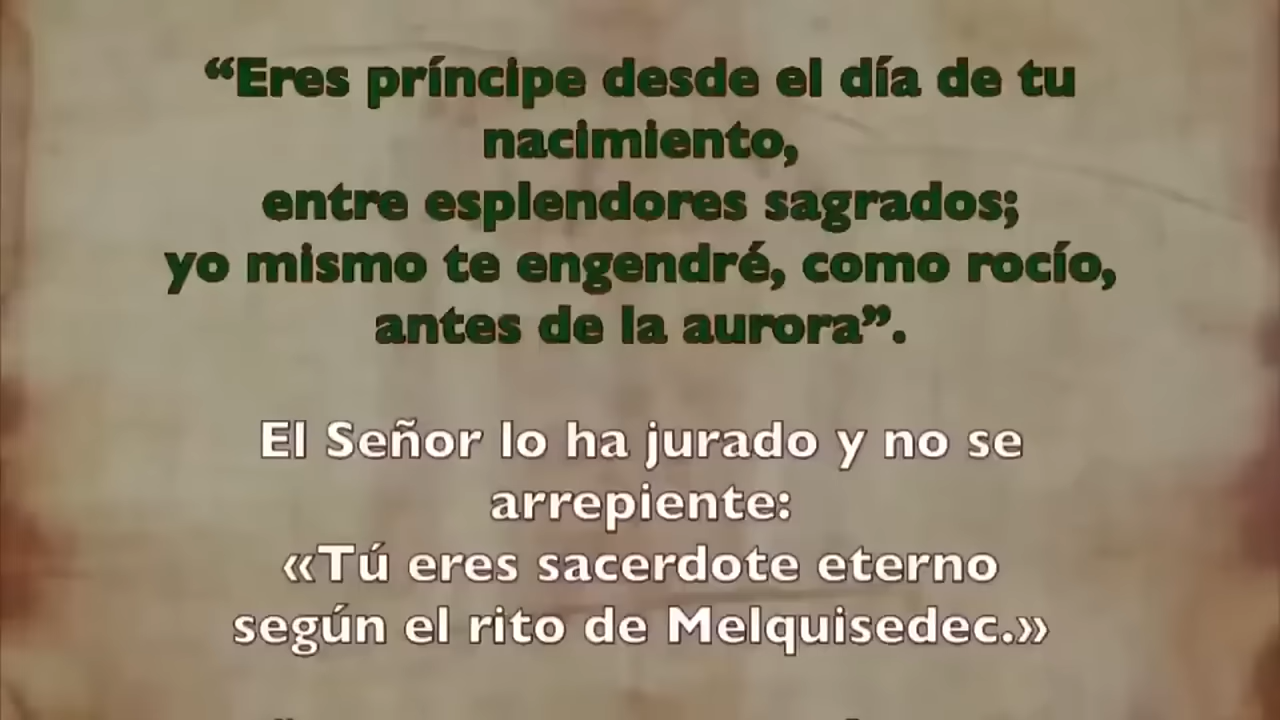 “Eres príncipe desde el día de tu
nacimiento,
entre esplendores sagrados;
yo mismo te engendré, como rocío,
antes de la aurora”.
El Señor lo ha jurado y no se
arrepiente:
«Tú eres sacerdote eterno
según el rito de Melquisedec.»